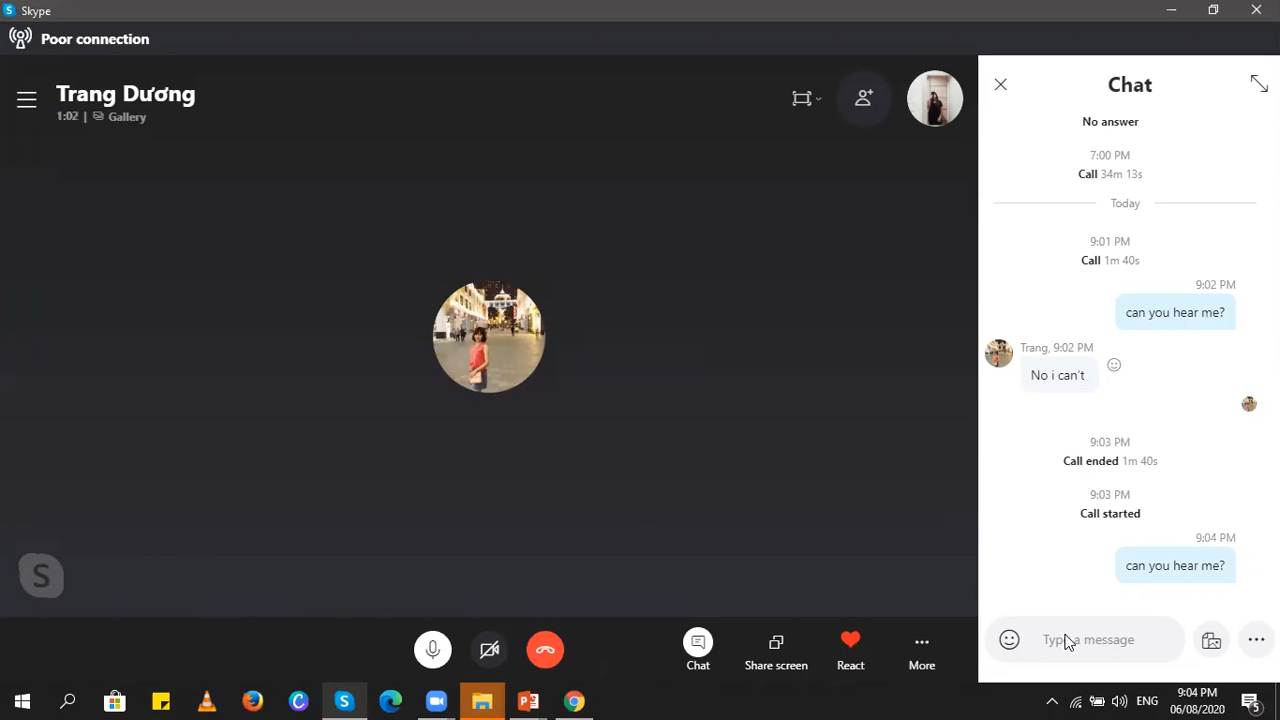 Skype
Poor connection
Trang Dương
1:02 | Gallery
Chat
No answer
7:00 PM
Call 34m 13s
Today
9:01 PM
Call 1m 40s
9:02 PM
can you hear me?
Trang, 9:02 PM
No i can't
9:03 PM
Call ended 1m 40s
9:03 PM
Call started
9:04 PM
can you hear me?
Type a message
Chat
Share screen
React
More
ENG
9:04 PM
06/08/2020
5